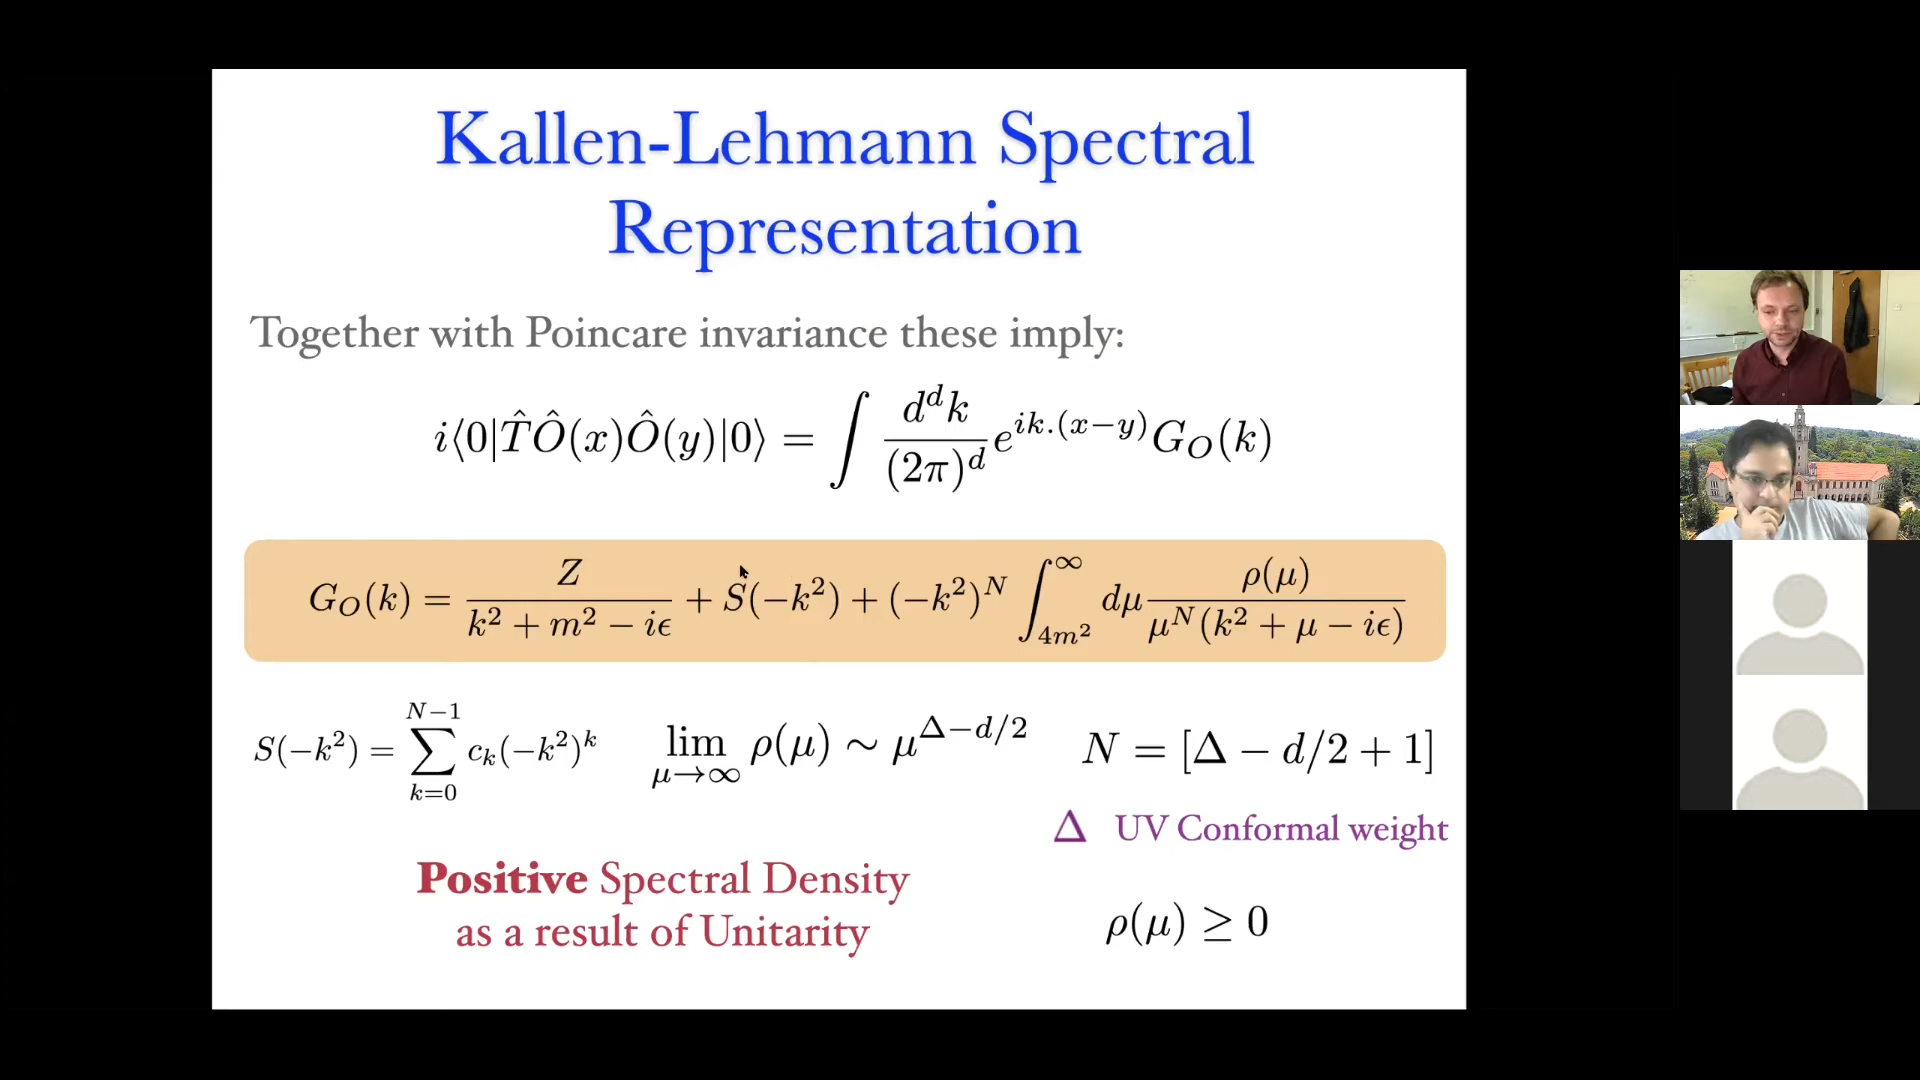 Kallen-Lehmann Spectral
Representation
Together with Poincare invariance these imply:
i⟨0|T̂Ô(x)Ô(y)|0⟩ = ∫ d^d k/(2π)^d e^{ik.(x−y)} G_O(k)
G_O(k) = Z/(k² + m² − iϵ) + S(−k²) + (−k²)^N ∫_{4m²}^∞ dμ ρ(μ)/(μ^N(k² + μ − iϵ))
S(−k²) = ∑_{k=0}^{N−1} c_k(−k²)^k lim_{μ→∞} ρ(μ) ∼ μ^{Δ−d/2} N = [Δ − d/2 + 1]
Δ UV Conformal weight
Positive Spectral Density
as a result of Unitarity
ρ(μ) ≥ 0